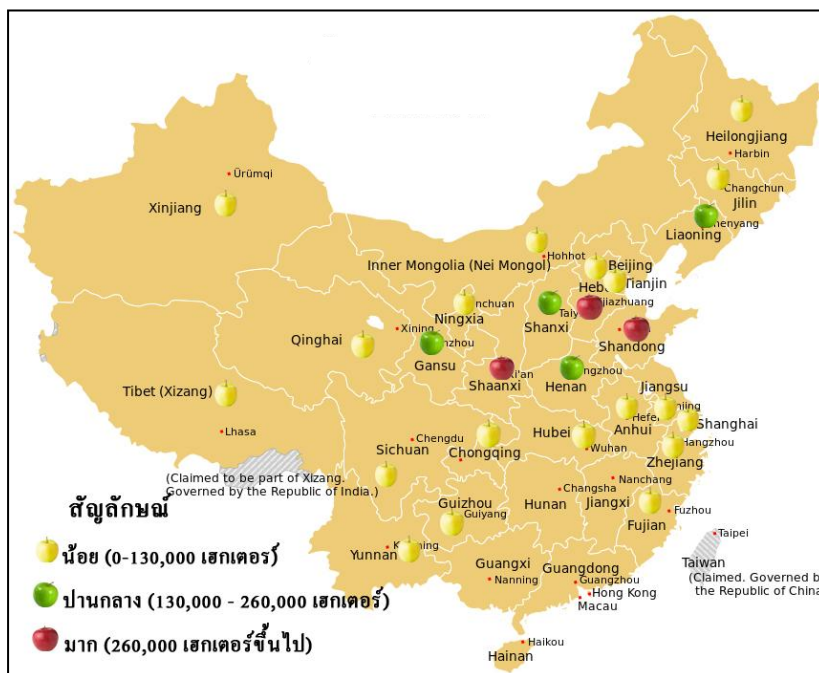 Heilongjiang
Harbin
Ürümqi
Changchun
Xinjiang
Jilin
Liaoning
Hohhot
Inner Mongolia (Nei Mongol)
Beijing
Ningxia
Xining
Qinghai
Shanxi
Shandong
Gansu
Shaanxi
Henan
Tibet (Xizang)
Jiangsu
Anhui
Shanghai
Lhasa
Chengdu
Hubei
Hangzhou
Sichuan
Chongqing
Wuhan
Zhejiang
(Claimed to be part of Xizang.
Governed by the Republic of India.)
Nanchang
Changsha
Guizhou
Hunan
Jiangxi
สัญลักษณ์
Guiyang
Fuzhou
Fujian
น้อย (0-130,000 เฮกเตอร์)
Yunnan
Taipei
Guangxi
Guangdong
Taiwan
Nanning
Guangzhou
(Claimed. Governed b
the Republic of China
Hong Kong
ปานกลาง (130,000 - 260,000 เฮกเตอร์)
Macau
มาก (260,000 เฮกเตอร์ขึ้นไป)
Haikou
Hainan